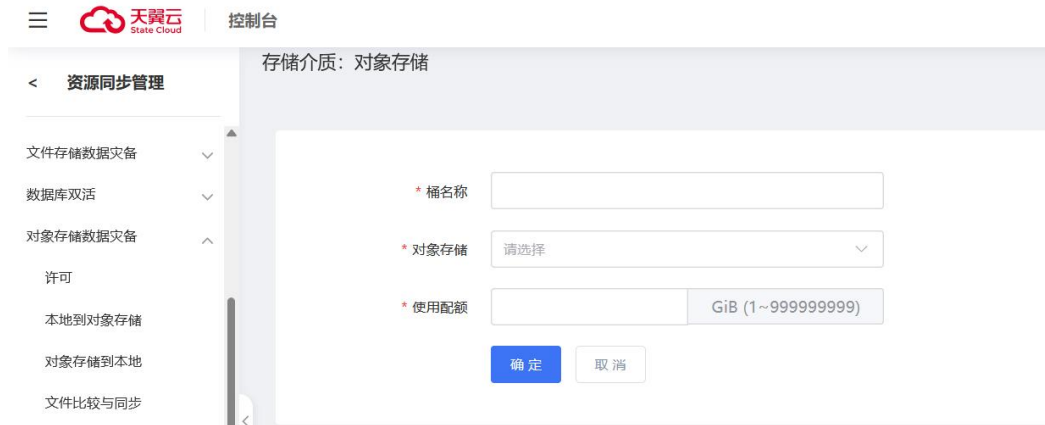 天翼云
State Cloud
控制台
< 资源同步管理
文件存储数据灾备
数据库双活
对象存储数据灾备
许可
本地到对象存储
对象存储到本地
文件比较与同步
存储介质：对象存储
* 桶名称
* 对象存储 请选择
* 使用配额 GiB (1~999999999)
确定 取消